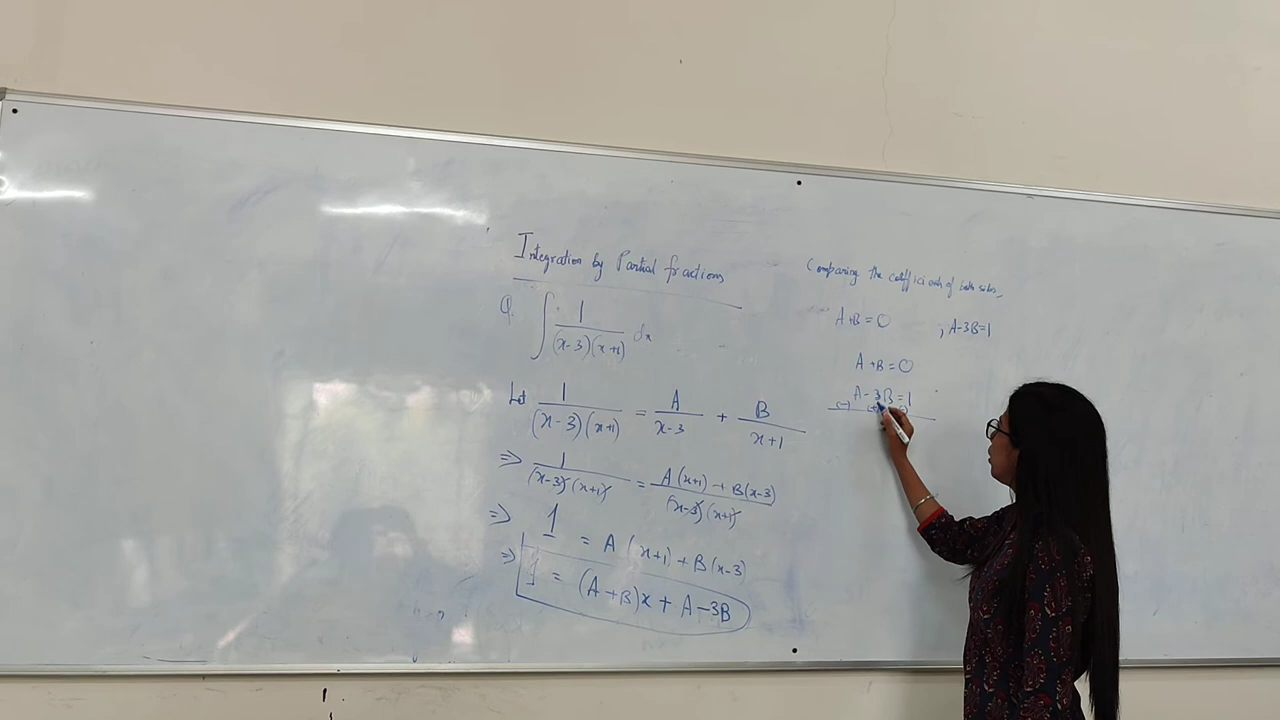 Integration by Partial fractions
Q. ∫ 1/((x-3)(x+1)) dx
Let 1/((x-3)(x+1)) = A/(x-3) + B/(x+1)
⇒ 1/((x-3)(x+1)) = (A(x+1) + B(x-3))/((x-3)(x+1))
⇒ 1 = A(x+1) + B(x-3)
⇒ 1 = (A+B)x + A-3B
Comparing the coefficients of both sides,
A+B=0 ; A-3B=1
A+B=0
A-3B=1
(-) (+) (-)